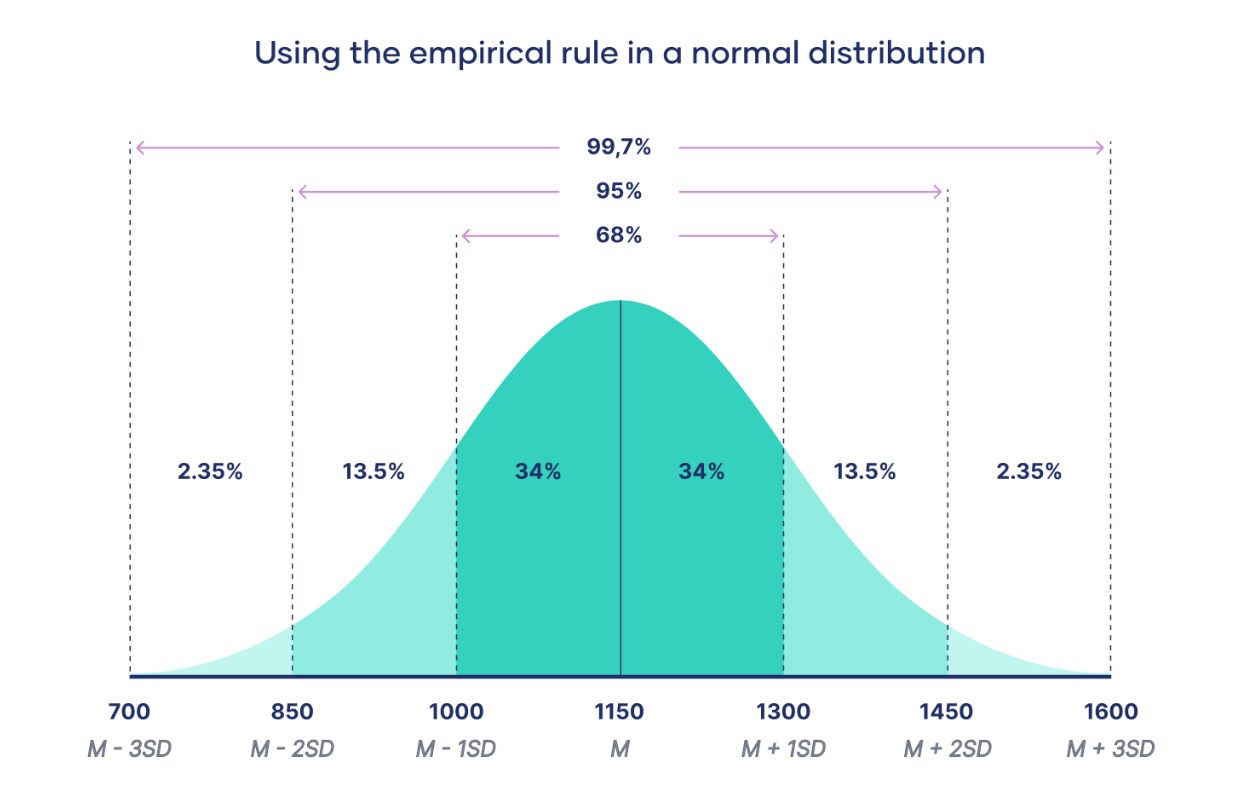 Using the empirical rule in a normal distribution
99,7%
95%
68%
2.35% 13.5% 34% 34% 13.5% 2.35%
700 850 1000 1150 1300 1450 1600
M - 3SD M - 2SD M - 1SD M M + 1SD M + 2SD M + 3SD